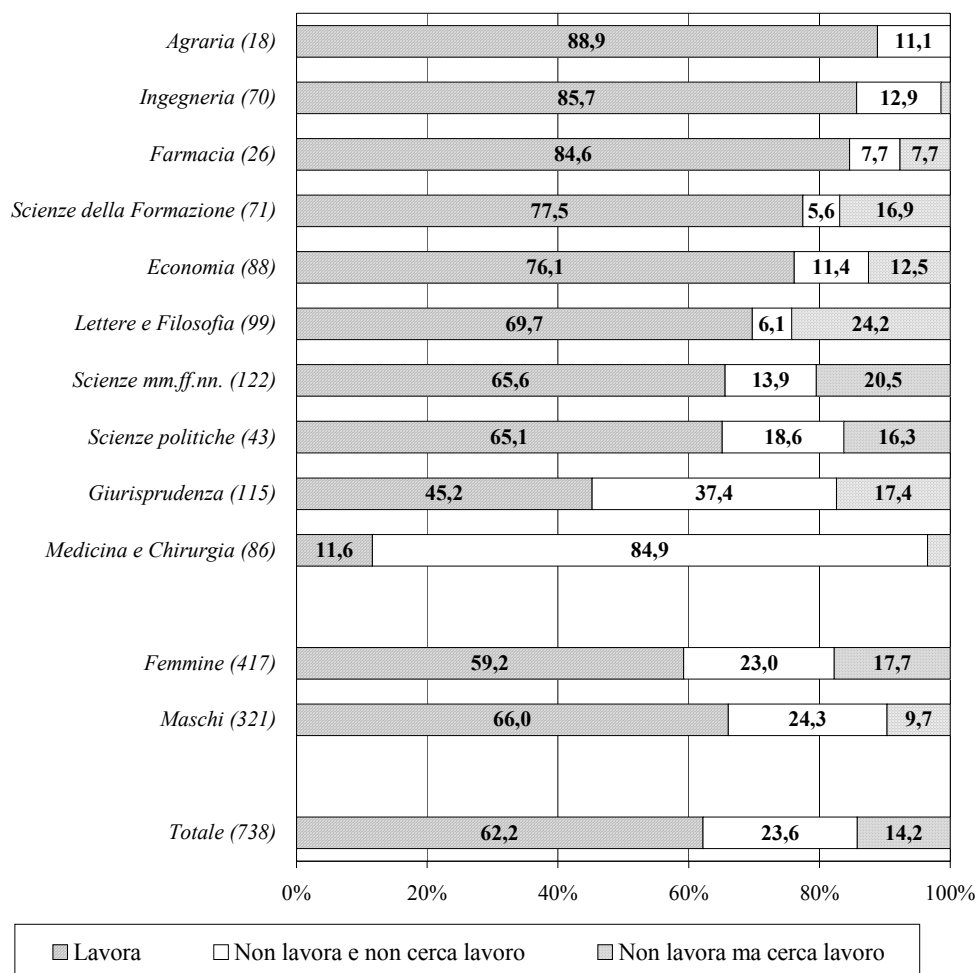 Agraria (18) 88,9 11,1
Ingegneria (70) 85,7 12,9
Farmacia (26) 84,6 7,7 7,7
Scienze della Formazione (71) 77,5 5,6 16,9
Economia (88) 76,1 11,4 12,5
Lettere e Filosofia (99) 69,7 6,1 24,2
Scienze mm.ff.nn. (122) 65,6 13,9 20,5
Scienze politiche (43) 65,1 18,6 16,3
Giurisprudenza (115) 45,2 37,4 17,4
Medicina e Chirurgia (86) 11,6 84,9
Femmine (417) 59,2 23,0 17,7
Maschi (321) 66,0 24,3 9,7
Totale (738) 62,2 23,6 14,2
0% 20% 40% 60% 80% 100%
Lavora Non lavora e non cerca lavoro Non lavora ma cerca lavoro